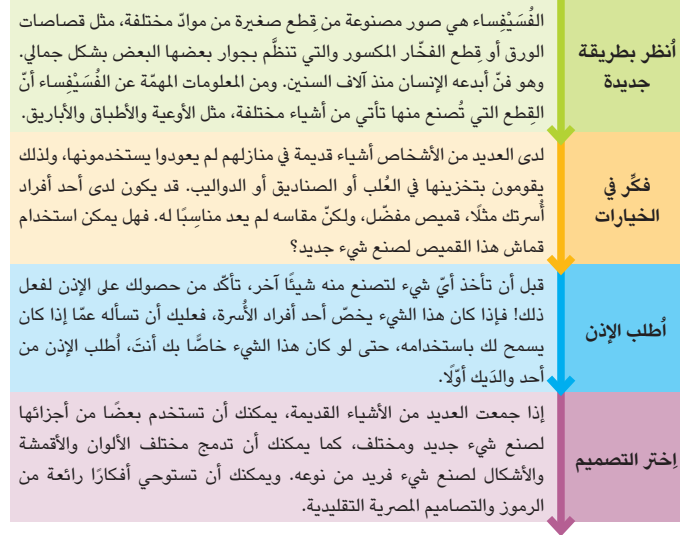 أُنظر بطريقة
جديدة
الفُسَيْفِساء هي صور مصنوعة من قِطع صغيرة من موادّ مختلفة، مثل قصاصات
الورق أو قِطع الفخّار المكسور والتي تنظَّم بجوار بعضها البعض بشكل جمالي.
وهو فنّ أبدعه الإنسان منذ آلاف السنين. ومن المعلومات المهمّة عن الفُسَيْفِساء أنّ
القِطع التي تُصنع منها تأتي من أشياء مختلفة، مثل الأوعية والأطباق والأباريق.
فكِّر في
الخيارات
لدى العديد من الأشخاص أشياء قديمة في منازلهم لم يعودوا يستخدمونها، ولذلك
يقومون بتخزينها في العُلب أو الصناديق أو الدواليب. قد يكون لدى أحد أفراد
أُسرتك مثلًا، قميص مفضّل، ولكنّ مقاسه لم يعد مناسِبًا له. فهل يمكن استخدام
قماش هذا القميص لصنع شيء جديد؟
أُطلب الإذن
قبل أن تأخذ أيّ شيء لتصنع منه شيئًا آخر، تأكّد من حصولك على الإذن لفعل
ذلك! فإذا كان هذا الشيء يخصّ أحد أفراد الأُسرة، فعليك أن تسأله عمّا إذا كان
يسمح لك باستخدامه، حتى لو كان هذا الشيء خاصًّا بك أنتَ، أُطلب الإذن من
أحد والدَيك أوّلًا.
اِختر التصميم
إذا جمعت العديد من الأشياء القديمة، يمكنك أن تستخدم بعضًا من أجزائها
لصنع شيء جديد ومختلف، كما يمكنك أن تدمج مختلف الألوان والأقمشة
والأشكال لصنع شيء فريد من نوعه. ويمكنك أن تستوحي أفكارًا رائعة من
الرموز والتصاميم المصرية التقليدية.